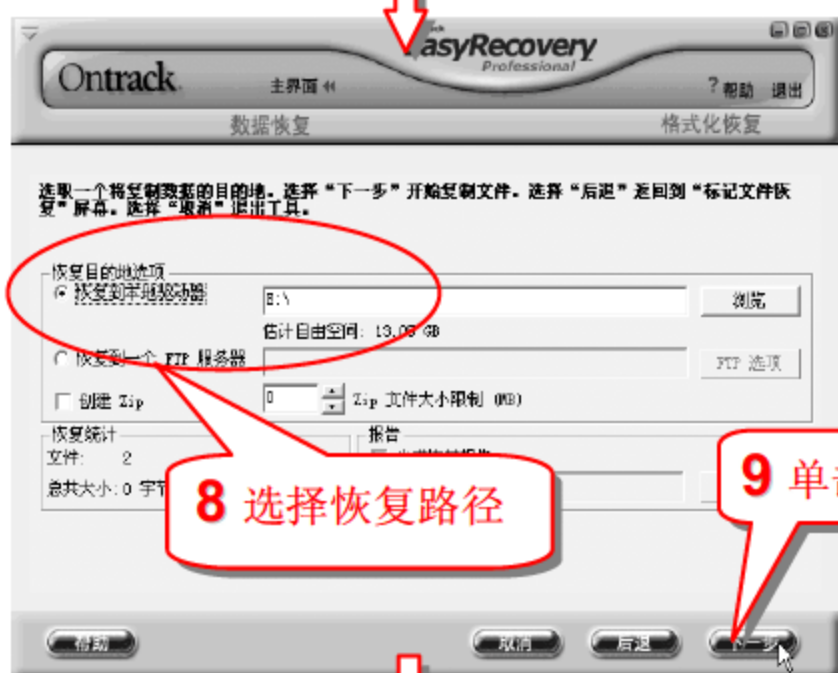 EasyRecovery
Professional
Ontrack
主界面
?帮助 退出
数据恢复 格式化恢复
选取一个将复制数据的目的地。选择“下一步”开始复制文件。选择“后退”返回到“标记文件恢
复”屏幕。选择“取消”退出工具。
恢复目的地选项
恢复到本地驱动器
E:\
浏览
估计自由空间: 13.05 GB
恢复到一个 FTP 服务器
FTP 选项
创建 Zip
0
Zip 文件大小限制 (MB)
恢复统计
报告
文件: 2
总共大小: 0 字节
8 选择恢复路径
9 单
帮助
取消
后退
下一步